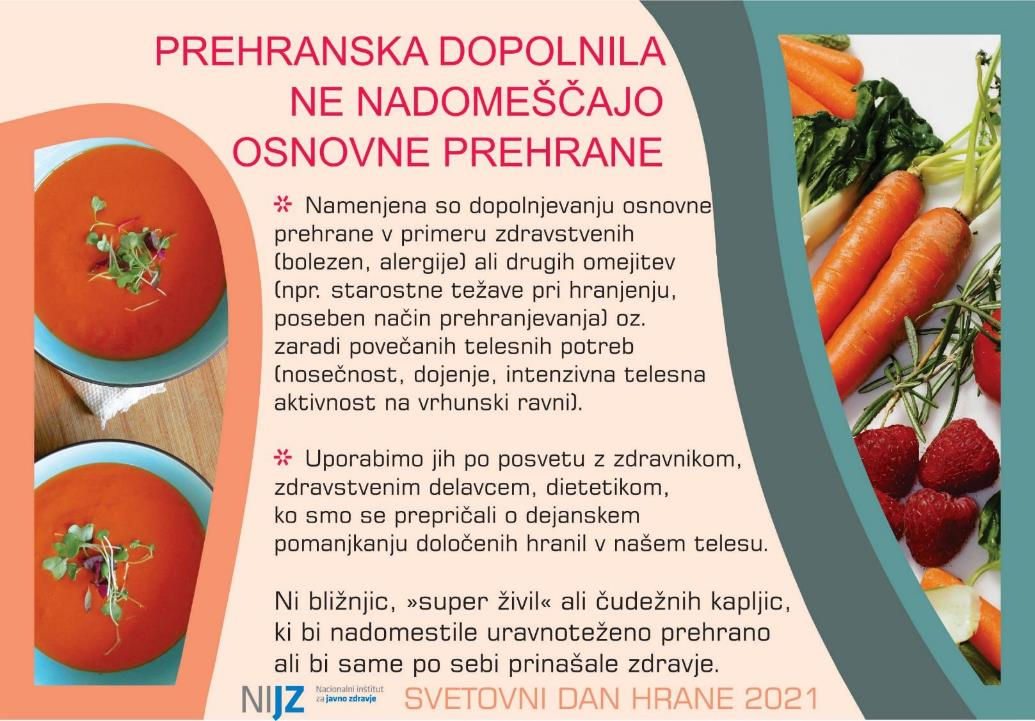 PREHRANSKA DOPOLNILA
NE NADOMEŠČAJO
OSNOVNE PREHRANE
Namenjena so dopolnjevanju osnovne
prehrane v primeru zdravstvenih
(bolezen, alergije) ali drugih omejitev
(npr. starostne težave pri hranjenju,
poseben način prehranjevanja) oz.
zaradi povečanih telesnih potreb
(nosečnost, dojenje, intenzivna telesna
aktivnost na vrhunski ravni).
Uporabimo jih po posvetu z zdravnikom,
zdravstvenim delavcem, dietetikom,
ko smo se prepričali o dejanskem
pomanjkanju določenih hranil v našem telesu.
Ni bližnjic, »super živil« ali čudežnih kapljic,
ki bi nadomestile uravnoteženo prehrano
ali bi same po sebi prinašale zdravje.
NIJZ Nacionalni inštitut
za javno zdravje
SVETOVNI DAN HRANE 2021